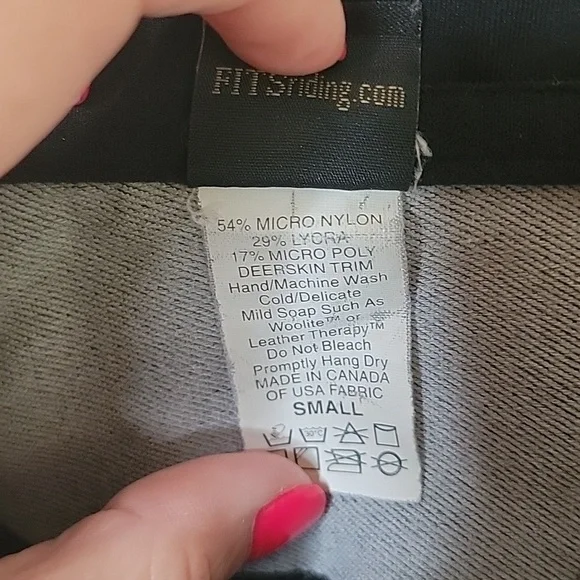 FITSriding.com
54% MICRO NYLON
29% LYCRA
17% MICRO POLY
DEERSKIN TRIM
Hand/Machine Wash
Cold/Delicate
Mild Soap Such As
Woolite™ or
Leather Therapy™
Do Not Bleach
Promptly Hang Dry
MADE IN CANADA
OF USA FABRIC
SMALL